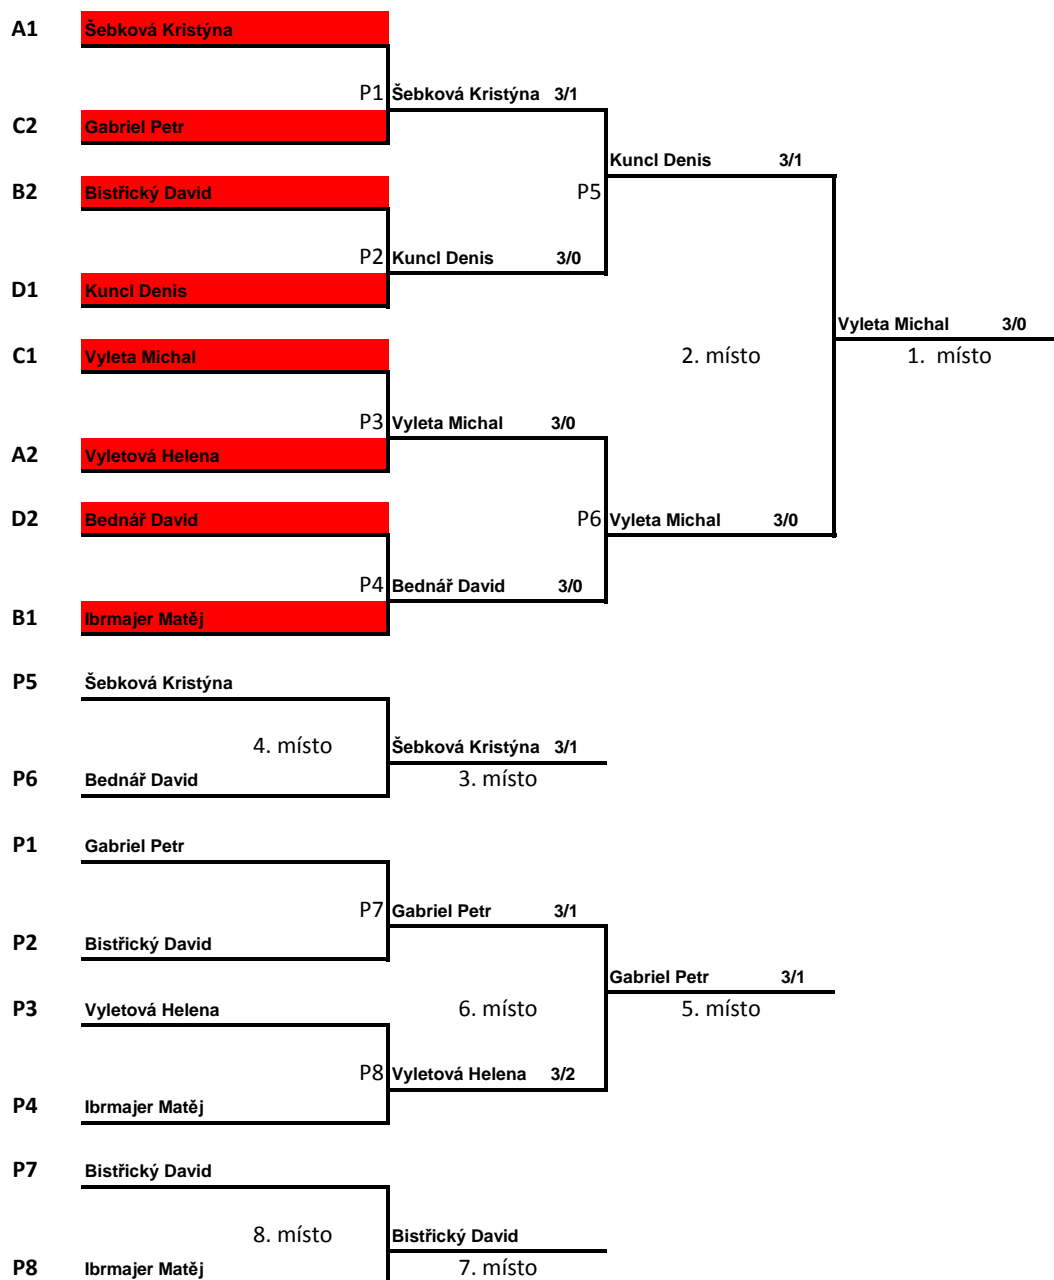 A1 Šebková Kristýna
P1 Šebková Kristýna 3/1
C2 Gabriel Petr
Kuncl Denis 3/1
B2 Bistřický David P5
P2 Kuncl Denis 3/0
D1 Kuncl Denis
Vyleta Michal 3/0
C1 Vyleta Michal 2. místo 1. místo
P3 Vyleta Michal 3/0
A2 Vyletová Helena
D2 Bednář David P6 Vyleta Michal 3/0
P4 Bednář David 3/0
B1 Ibrmajer Matěj
P5 Šebková Kristýna
4. místo Šebková Kristýna 3/1
P6 Bednář David 3. místo
P1 Gabriel Petr
P7 Gabriel Petr 3/1
P2 Bistřický David
Gabriel Petr 3/1
P3 Vyletová Helena 6. místo 5. místo
P8 Vyletová Helena 3/2
P4 Ibrmajer Matěj
P7 Bistřický David
8. místo Bistřický David
P8 Ibrmajer Matěj 7. místo